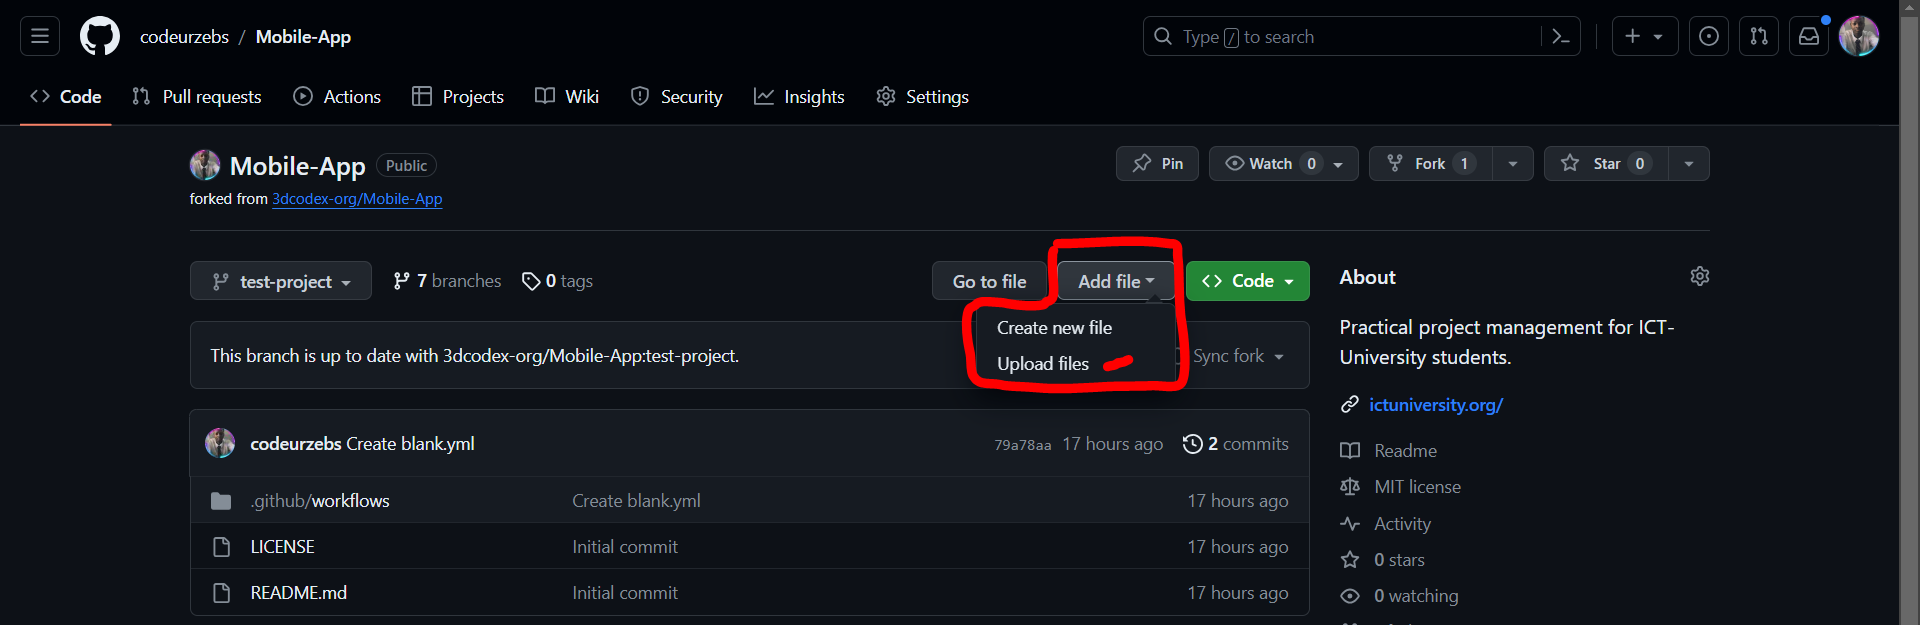 codeurzebs / Mobile-App
Type / to search
Code Pull requests Actions Projects Wiki Security Insights Settings
Mobile-App Public
forked from 3dcodex-org/Mobile-App
Pin Watch 0 Fork 1 Star 0
test-project 7 branches 0 tags Go to file Add file Code
Create new file
Upload files
This branch is up to date with 3dcodex-org/Mobile-App:test-project.
Sync fork
codeurzebs Create blank.yml 79a78aa 17 hours ago 2 commits
.github/workflows Create blank.yml 17 hours ago
LICENSE Initial commit 17 hours ago
README.md Initial commit 17 hours ago
About
Practical project management for ICT-
University students.
ictuniversity.org/
Readme
MIT license
Activity
0 stars
0 watching